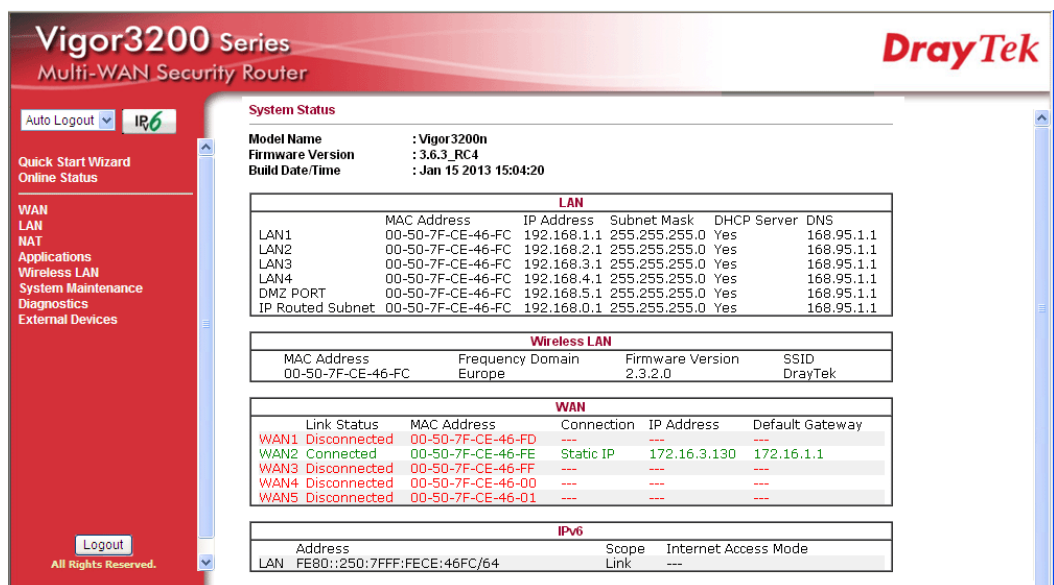 Vigor3200 Series
Multi-WAN Security Router
DrayTek
Auto Logout
IPv6
Quick Start Wizard
Online Status
WAN
LAN
NAT
Applications
Wireless LAN
System Maintenance
Diagnostics
External Devices
Logout
All Rights Reserved.
System Status
Model Name : Vigor3200n
Firmware Version : 3.6.3_RC4
Build Date/Time : Jan 15 2013 15:04:20
LAN
MAC Address IP Address Subnet Mask DHCP Server DNS
LAN1 00-50-7F-CE-46-FC 192.168.1.1 255.255.255.0 Yes 168.95.1.1
LAN2 00-50-7F-CE-46-FC 192.168.2.1 255.255.255.0 Yes 168.95.1.1
LAN3 00-50-7F-CE-46-FC 192.168.3.1 255.255.255.0 Yes 168.95.1.1
LAN4 00-50-7F-CE-46-FC 192.168.4.1 255.255.255.0 Yes 168.95.1.1
DMZ PORT 00-50-7F-CE-46-FC 192.168.5.1 255.255.255.0 Yes 168.95.1.1
IP Routed Subnet 00-50-7F-CE-46-FC 192.168.0.1 255.255.255.0 Yes 168.95.1.1
Wireless LAN
MAC Address Frequency Domain Firmware Version SSID
00-50-7F-CE-46-FC Europe 2.3.2.0 DrayTek
WAN
Link Status MAC Address Connection IP Address Default Gateway
WAN1 Disconnected 00-50-7F-CE-46-FD --- --- ---
WAN2 Connected 00-50-7F-CE-46-FE Static IP 172.16.3.130 172.16.1.1
WAN3 Disconnected 00-50-7F-CE-46-FF --- --- ---
WAN4 Disconnected 00-50-7F-CE-46-00 --- --- ---
WAN5 Disconnected 00-50-7F-CE-46-01 --- --- ---
IPv6
Address Scope Internet Access Mode
LAN FE80::250:7FFF:FECE:46FC/64 Link ---